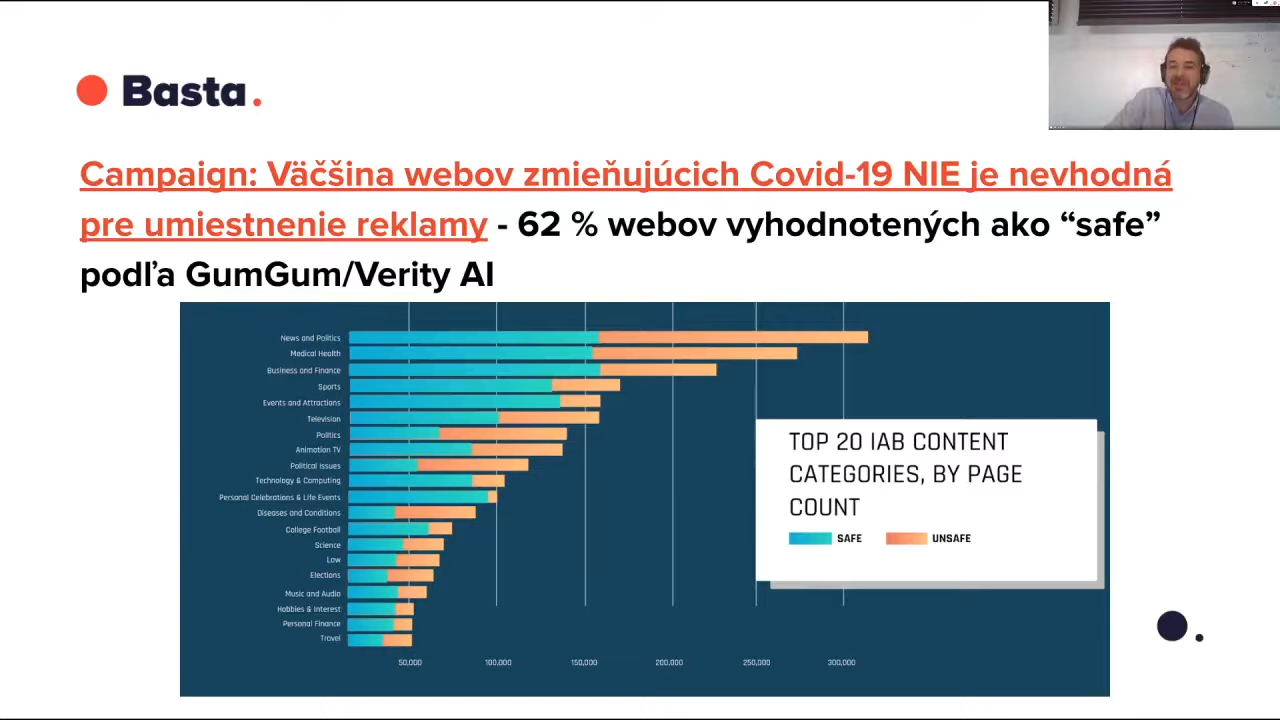 Basta.
Campaign: Väčšina webov zmieňujúcich Covid-19 NIE je nevhodná
pre umiestnenie reklamy - 62 % webov vyhodnotených ako “safe”
podľa GumGum/Verity AI
News and Politics
Medical Health
Business and Finance
Sports
Events and Attractions
Television
Politics
Animation TV
Political Issues
Technology & Computing
Personal Celebrations & Life Events
Diseases and Conditions
College Football
Science
Law
Elections
Music and Audio
Hobbies & Interest
Personal Finance
Travel
TOP 20 IAB CONTENT
CATEGORIES, BY PAGE
COUNT
SAFE UNSAFE
50,000 100,000 150,000 200,000 250,000 300,000